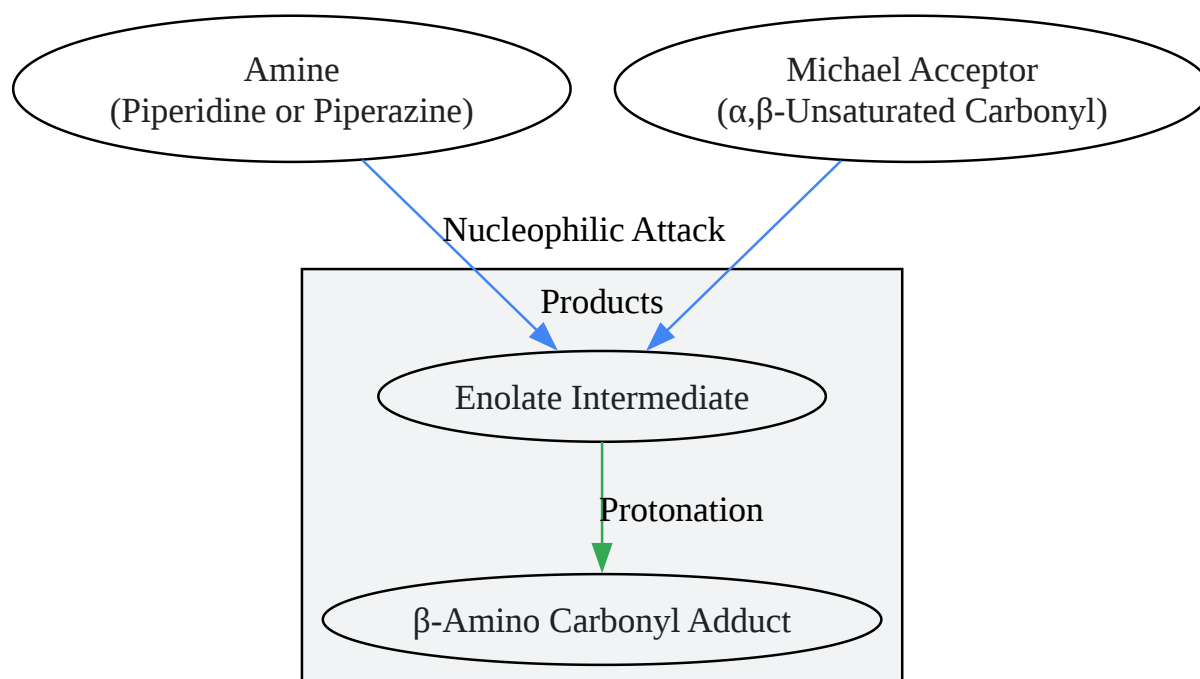 Amine
(Piperidine or Piperazine)
Michael Acceptor
(α,β-Unsaturated Carbonyl)
Nucleophilic Attack
Products
Enolate Intermediate
Protonation
β-Amino Carbonyl Adduct